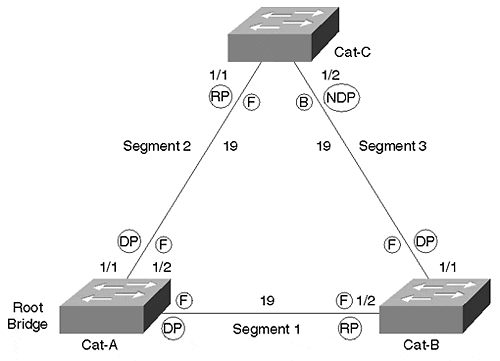 Cat-C
1/1
1/2
RP
F
B
NDP
Segment 2
19
19
Segment 3
DP
F
F
DP
1/1
1/2
1/1
Root
Bridge
F
19
F
1/2
DP
Segment 1
RP
Cat-A
Cat-B